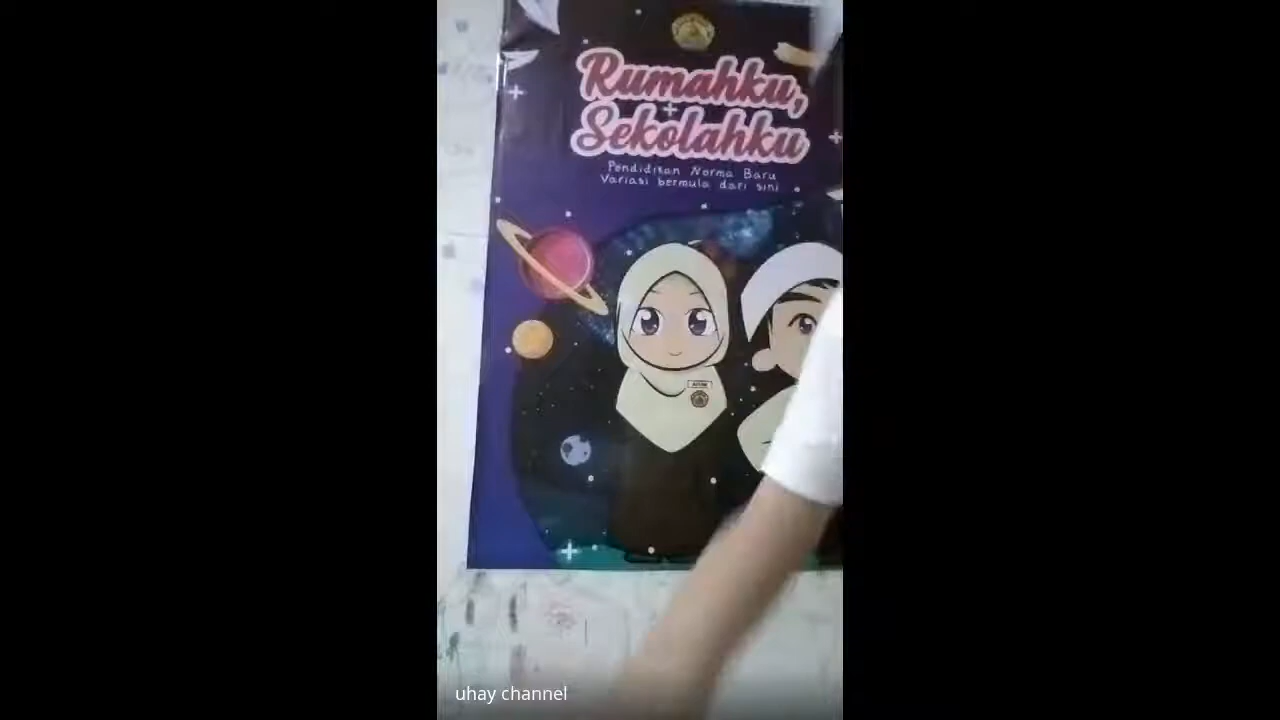 Rumahku,
Sekolahku
Pendidikan Norma Baru
Variasi bermula dari sini
uhay channel